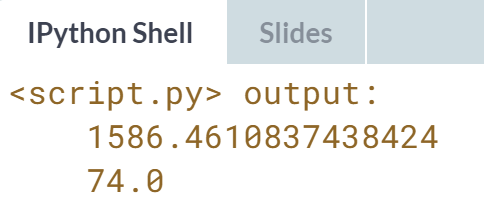 IPython Shell Slides
<script.py> output:
1586.4610837438424
74.0